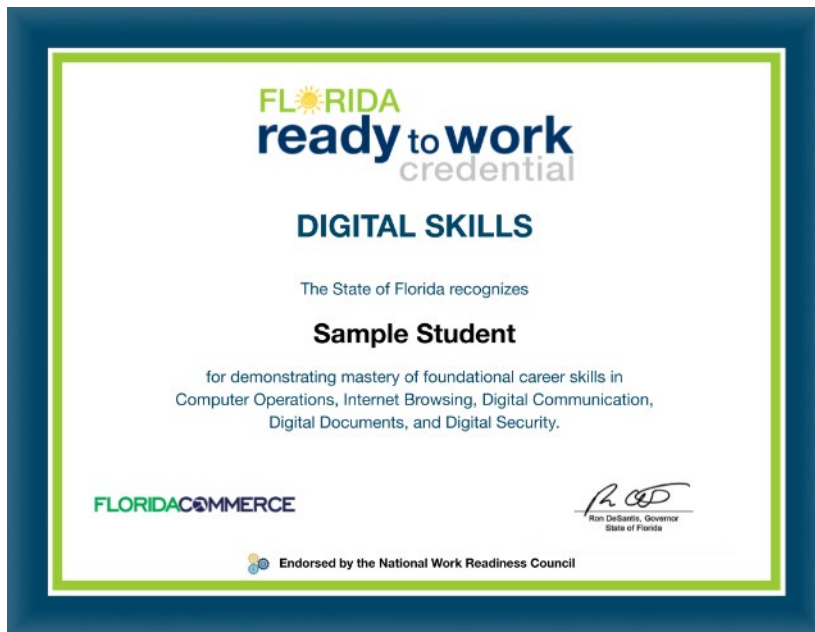 FLORIDA
ready to work
credential
DIGITAL SKILLS
The State of Florida recognizes
Sample Student
for demonstrating mastery of foundational career skills in
Computer Operations, Internet Browsing, Digital Communication,
Digital Documents, and Digital Security.
FLORIDACOMMERCE
Ron DeSantis, Governor
State of Florida
Endorsed by the National Work Readiness Council